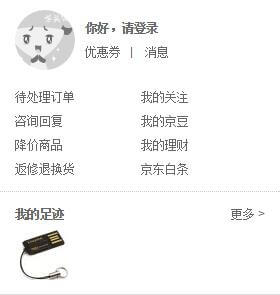 你好，请登录
优惠券 | 消息
待处理订单 我的关注
咨询回复 我的京豆
降价商品 我的理财
返修退换货 京东白条
我的足迹 更多 >